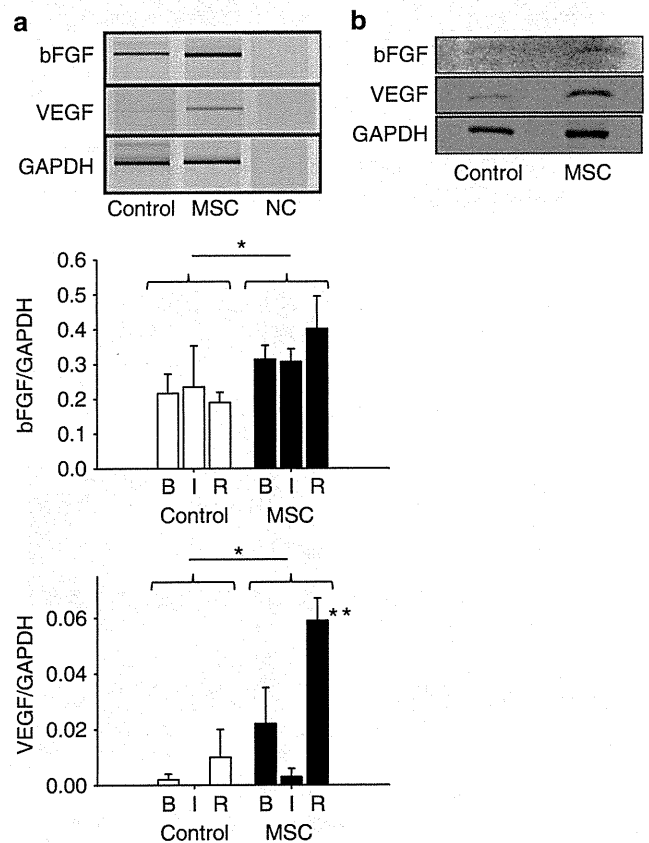 a
bFGF
VEGF
GAPDH
Control MSC NC
b
bFGF
VEGF
GAPDH
Control MSC
*
0.6
0.5
0.4
0.3
0.2
0.1
0.0
bFGF/GAPDH
B I R B I R
Control MSC
*
**
0.06
0.04
0.02
0.00
VEGF/GAPDH
B I R B I R
Control MSC